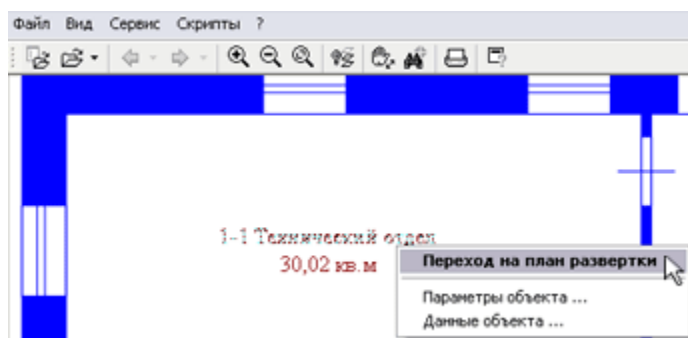 Файл Вид Сервис Скрипты ?
1-1 Технический отдел
30,02 кв.м
Переход на план развертки
Параметры объекта ...
Данные объекта ...